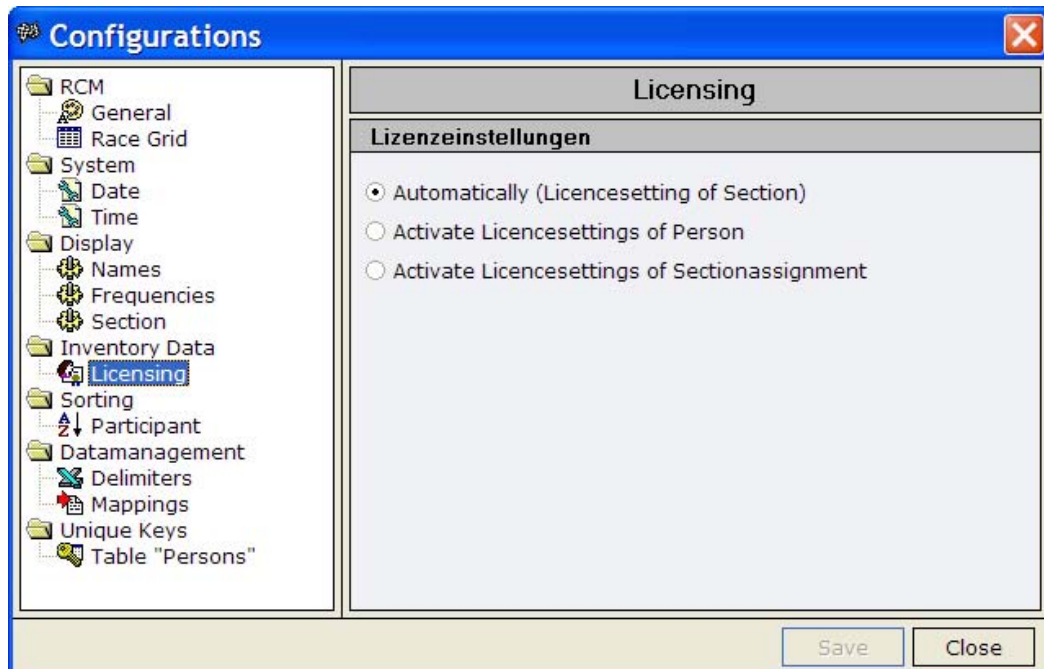 Configurations
RCM
General
Race Grid
System
Date
Time
Display
Names
Frequencies
Section
Inventory Data
Licensing
Sorting
Participant
Datamanagement
Delimiters
Mappings
Unique Keys
Table "Persons"
Licensing
Lizenzeinstellungen
Automatically (Licencesetting of Section)
Activate Licencesettings of Person
Activate Licencesettings of Sectionassignment
Save
Close